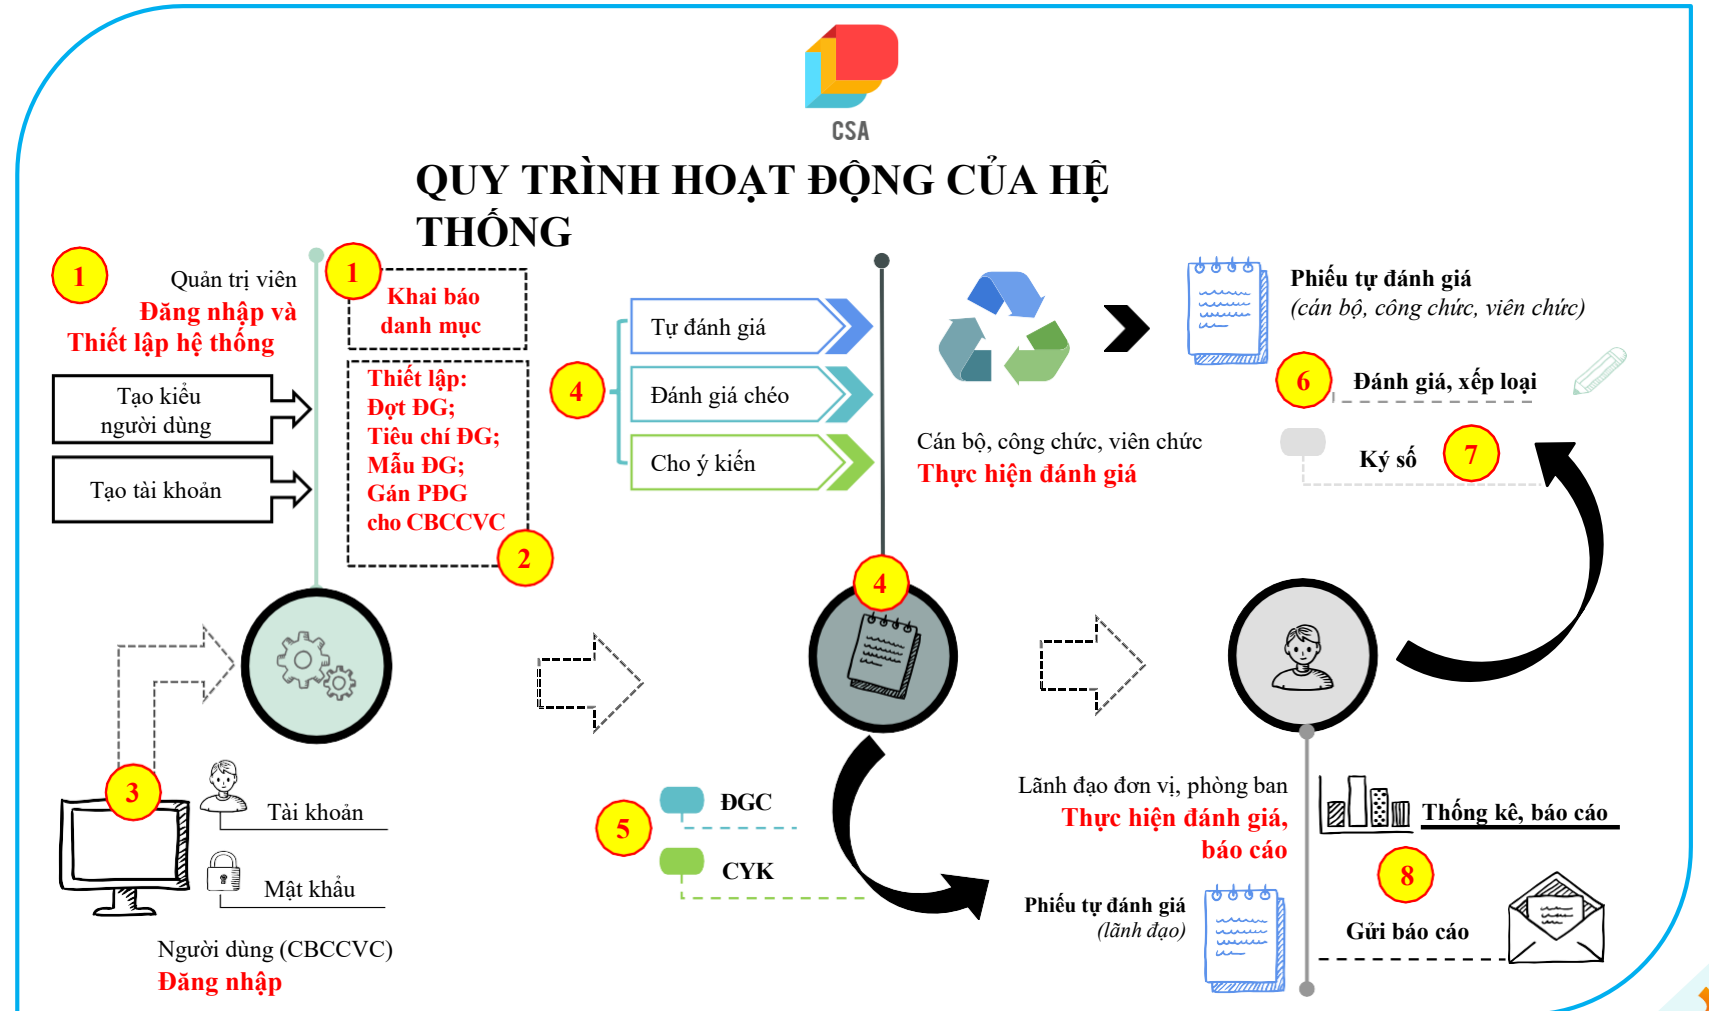 CSA
QUY TRÌNH HOẠT ĐỘNG CỦA HỆ
THỐNG
1
Quản trị viên
Đăng nhập và
Thiết lập hệ thống
Tạo kiểu
người dùng
Tạo tài khoản
1
Khai báo
danh mục
Thiết lập:
Đợt ĐG;
Tiêu chí ĐG;
Mẫu ĐG;
Gán PĐG
cho CBCCVC
2
3
Tài khoản
Mật khẩu
Người dùng (CBCCVC)
Đăng nhập
4
Tự đánh giá
Đánh giá chéo
Cho ý kiến
Cán bộ, công chức, viên chức
Thực hiện đánh giá
4
5
ĐGC
CYK
Phiếu tự đánh giá
(cán bộ, công chức, viên chức)
6
Đánh giá, xếp loại
Ký số
7
Lãnh đạo đơn vị, phòng ban
Thực hiện đánh giá,
báo cáo
Phiếu tự đánh giá
(lãnh đạo)
Thống kê, báo cáo
8
Gửi báo cáo